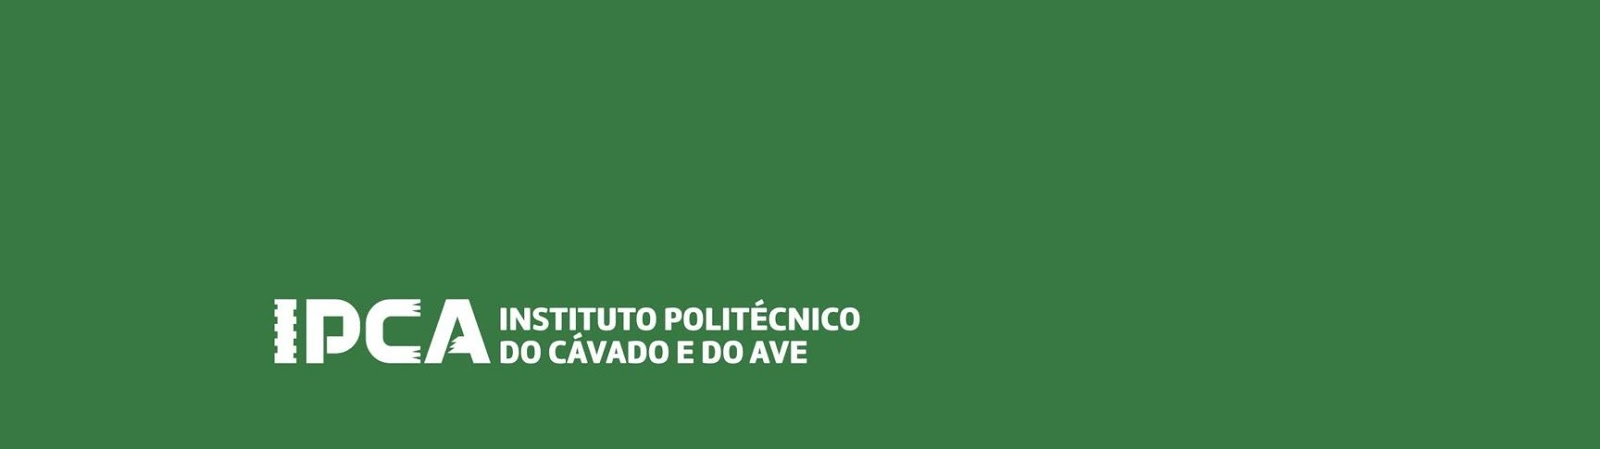 IPCA
INSTITUTO POLITÉCNICO
DO CÁVADO E DO AVE